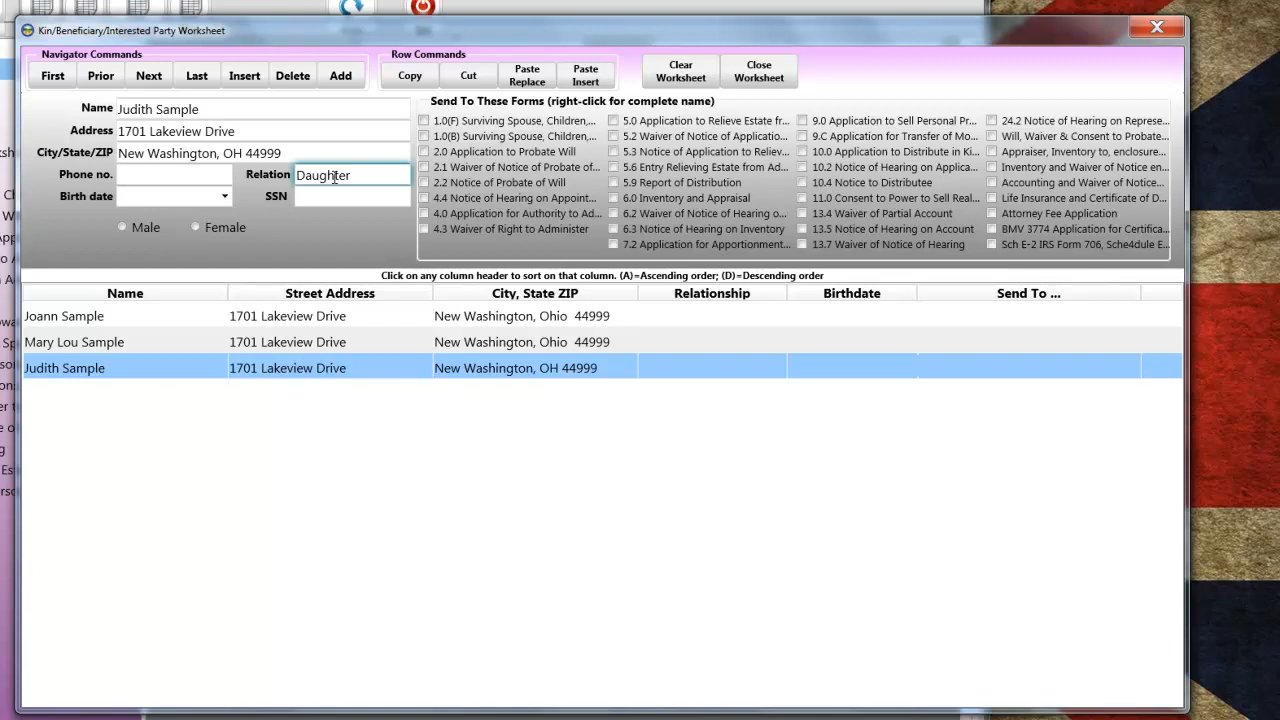 Kin/Beneficiary/Interested Party Worksheet
Navigator Commands
First Prior Next Last Insert Delete Add
Row Commands
Copy Cut Paste Replace Paste Insert
Clear Worksheet Close Worksheet
Name Judith Sample
Address 1701 Lakeview Drive
City/State/ZIP New Washington, OH 44999
Phone no. Relation Daughter
Birth date SSN
Male Female
Send To These Forms (right-click for complete name)
1.0(F) Surviving Spouse, Children,...
1.0(B) Surviving Spouse, Children,...
2.0 Application to Probate Will
2.1 Waiver of Notice of Probate of...
2.2 Notice of Probate of Will
4.4 Notice of Hearing on Appoint...
4.0 Application for Authority to Ad...
4.3 Waiver of Right to Administer
5.0 Application to Relieve Estate fr...
5.2 Waiver of Notice of Applicatio...
5.3 Notice of Application to Reliev...
5.6 Entry Relieving Estate from Ad...
5.9 Report of Distribution
6.0 Inventory and Appraisal
6.2 Waiver of Notice of Hearing o...
6.3 Notice of Hearing on Inventory
7.2 Application for Apportionment...
9.0 Application to Sell Personal Pr...
9.C Application for Transfer of Mo...
10.0 Application to Distribute in Ki...
10.2 Notice of Hearing on Applica...
10.4 Notice to Distributee
11.0 Consent to Power to Sell Real...
13.4 Waiver of Partial Account
13.5 Notice of Hearing on Account
13.7 Waiver of Notice of Hearing
24.2 Notice of Hearing on Represe...
Will, Waiver & Consent to Probate...
Appraiser, Inventory to, enclosure...
Inventory and Waiver of Notice en...
Accounting and Waiver of Notice...
Life Insurance and Certificate of D...
Attorney Fee Application
BMV 3774 Application for Certifica...
Sch E-2 IRS Form 706, Sche4dule E...
Click on any column header to sort on that column. (A)=Ascending order; (D)=Descending order
Name Street Address City, State ZIP Relationship Birthdate Send To ...
Joann Sample 1701 Lakeview Drive New Washington, Ohio 44999
Mary Lou Sample 1701 Lakeview Drive New Washington, Ohio 44999
Judith Sample 1701 Lakeview Drive New Washington, OH 44999